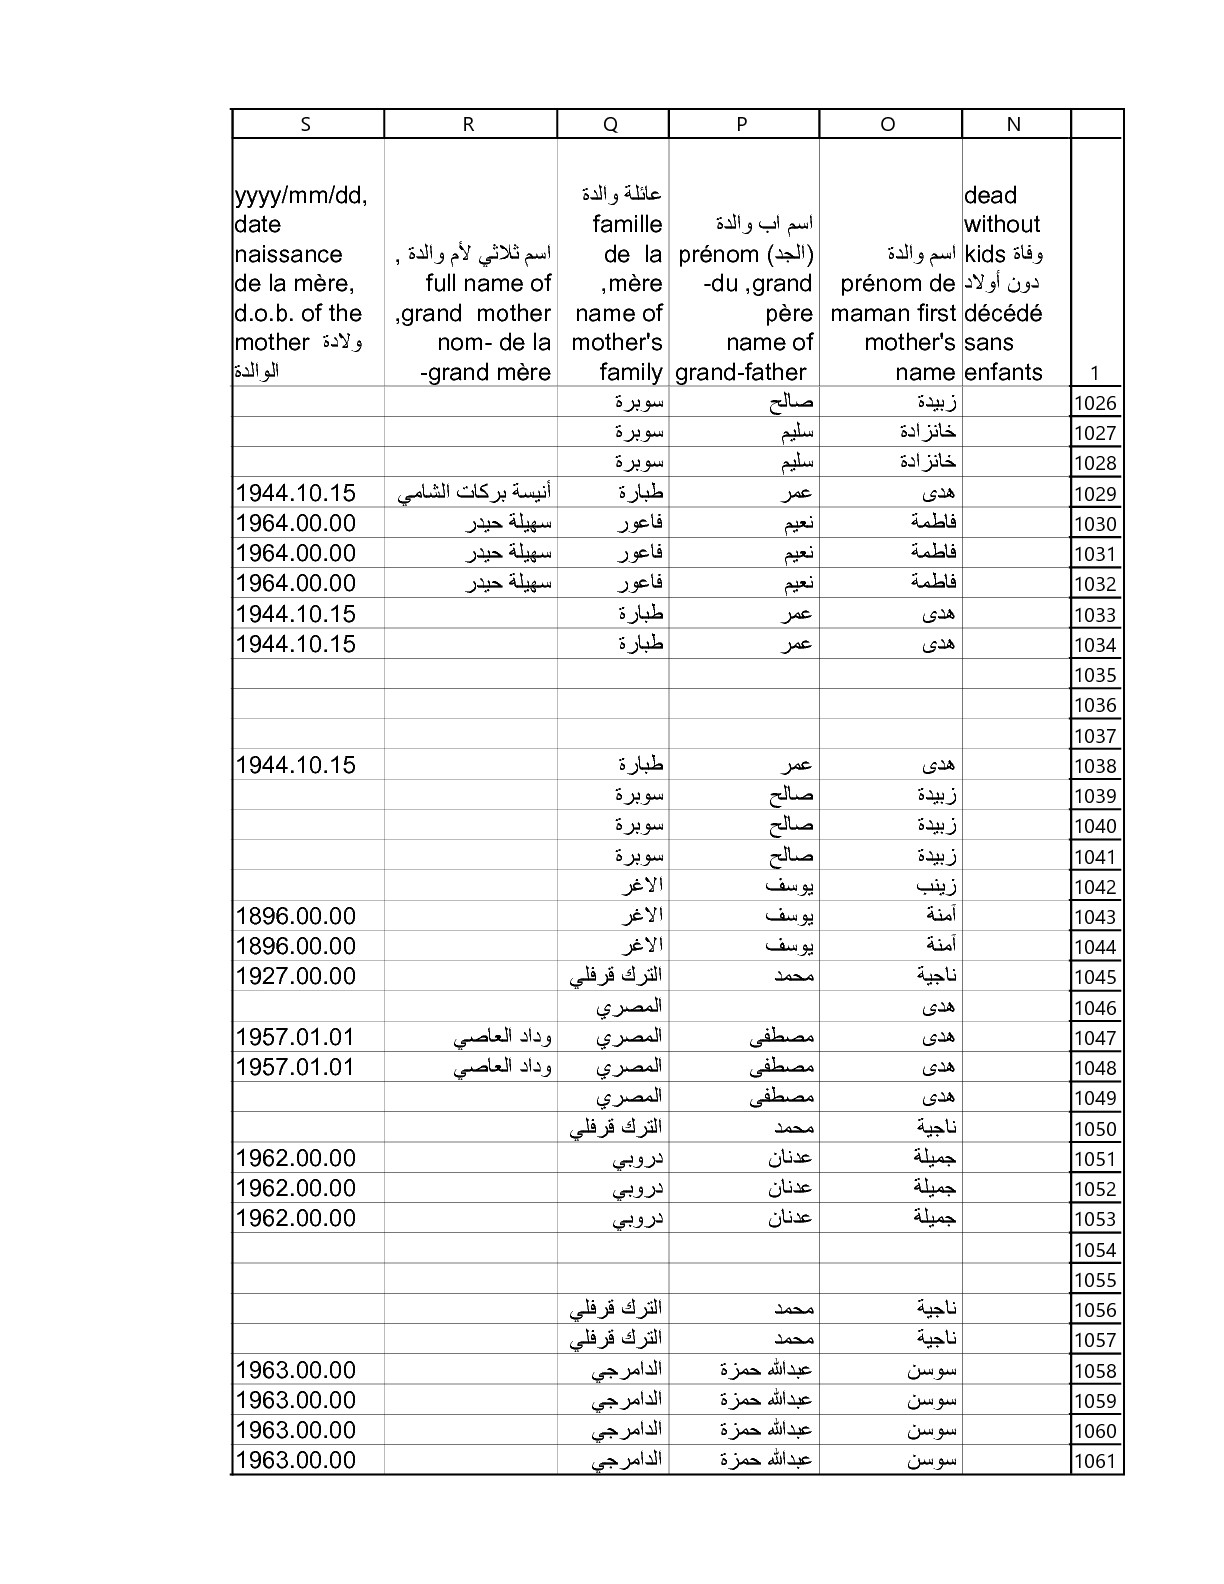 S R Q P O N
yyyy/mm/dd, date naissance de la mère, d.o.b. of the mother ولادة الوالدة
اسم ثلاثي لأم والدة , full name of grand mother, nom- de la grand mère-
عائلة والدة famille de la mère, name of mother's family
اسم اب والدة (الجد) prénom du- ,grand père name of grand-father
اسم والدة prénom de maman first mother's name
dead without kids وفاة دون أولاد décédé sans enfants
1
سوبرة صالح زبيدة 1026
سوبرة سليم خانزادة 1027
سوبرة سليم خانزادة 1028
1944.10.15 أنيسة بركات الشامي طبارة عمر هدى 1029
1964.00.00 سهيلة حيدر فاعور نعيم فاطمة 1030
1964.00.00 سهيلة حيدر فاعور نعيم فاطمة 1031
1964.00.00 سهيلة حيدر فاعور نعيم فاطمة 1032
1944.10.15 طبارة عمر هدى 1033
1944.10.15 طبارة عمر هدى 1034
1035
1036
1037
1944.10.15 طبارة عمر هدى 1038
سوبرة صالح زبيدة 1039
سوبرة صالح زبيدة 1040
سوبرة صالح زبيدة 1041
الاغر يوسف زينب 1042
1896.00.00 الاغر يوسف آمنة 1043
1896.00.00 الاغر يوسف آمنة 1044
1927.00.00 الترك قرفلي محمد ناجية 1045
المصري هدى 1046
1957.01.01 وداد العاصي المصري مصطفى هدى 1047
1957.01.01 وداد العاصي المصري مصطفى هدى 1048
المصري مصطفى هدى 1049
الترك قرفلي محمد ناجية 1050
1962.00.00 دروبي عدنان جميلة 1051
1962.00.00 دروبي عدنان جميلة 1052
1962.00.00 دروبي عدنان جميلة 1053
1054
1055
الترك قرفلي محمد ناجية 1056
الترك قرفلي محمد ناجية 1057
1963.00.00 الدامرجي عبدالله حمزة سوسن 1058
1963.00.00 الدامرجي عبدالله حمزة سوسن 1059
1963.00.00 الدامرجي عبدالله حمزة سوسن 1060
1963.00.00 الدامرجي عبدالله حمزة سوسن 1061